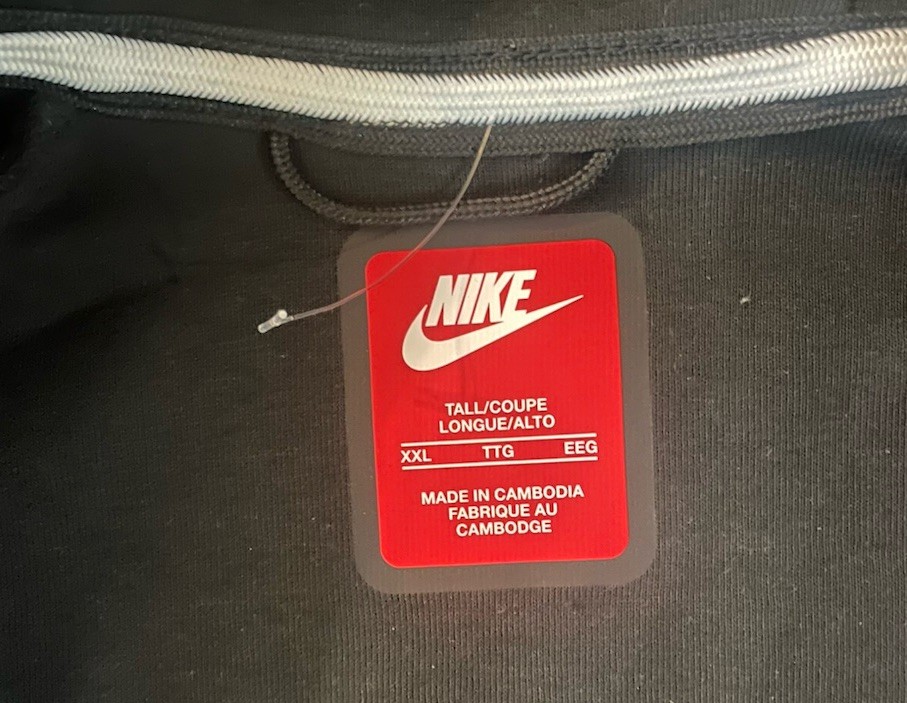 NIKE
TALL/COUPE
LONGUE/ALTO
XXL TTG EEG
MADE IN CAMBODIA
FABRIQUE AU
CAMBODGE